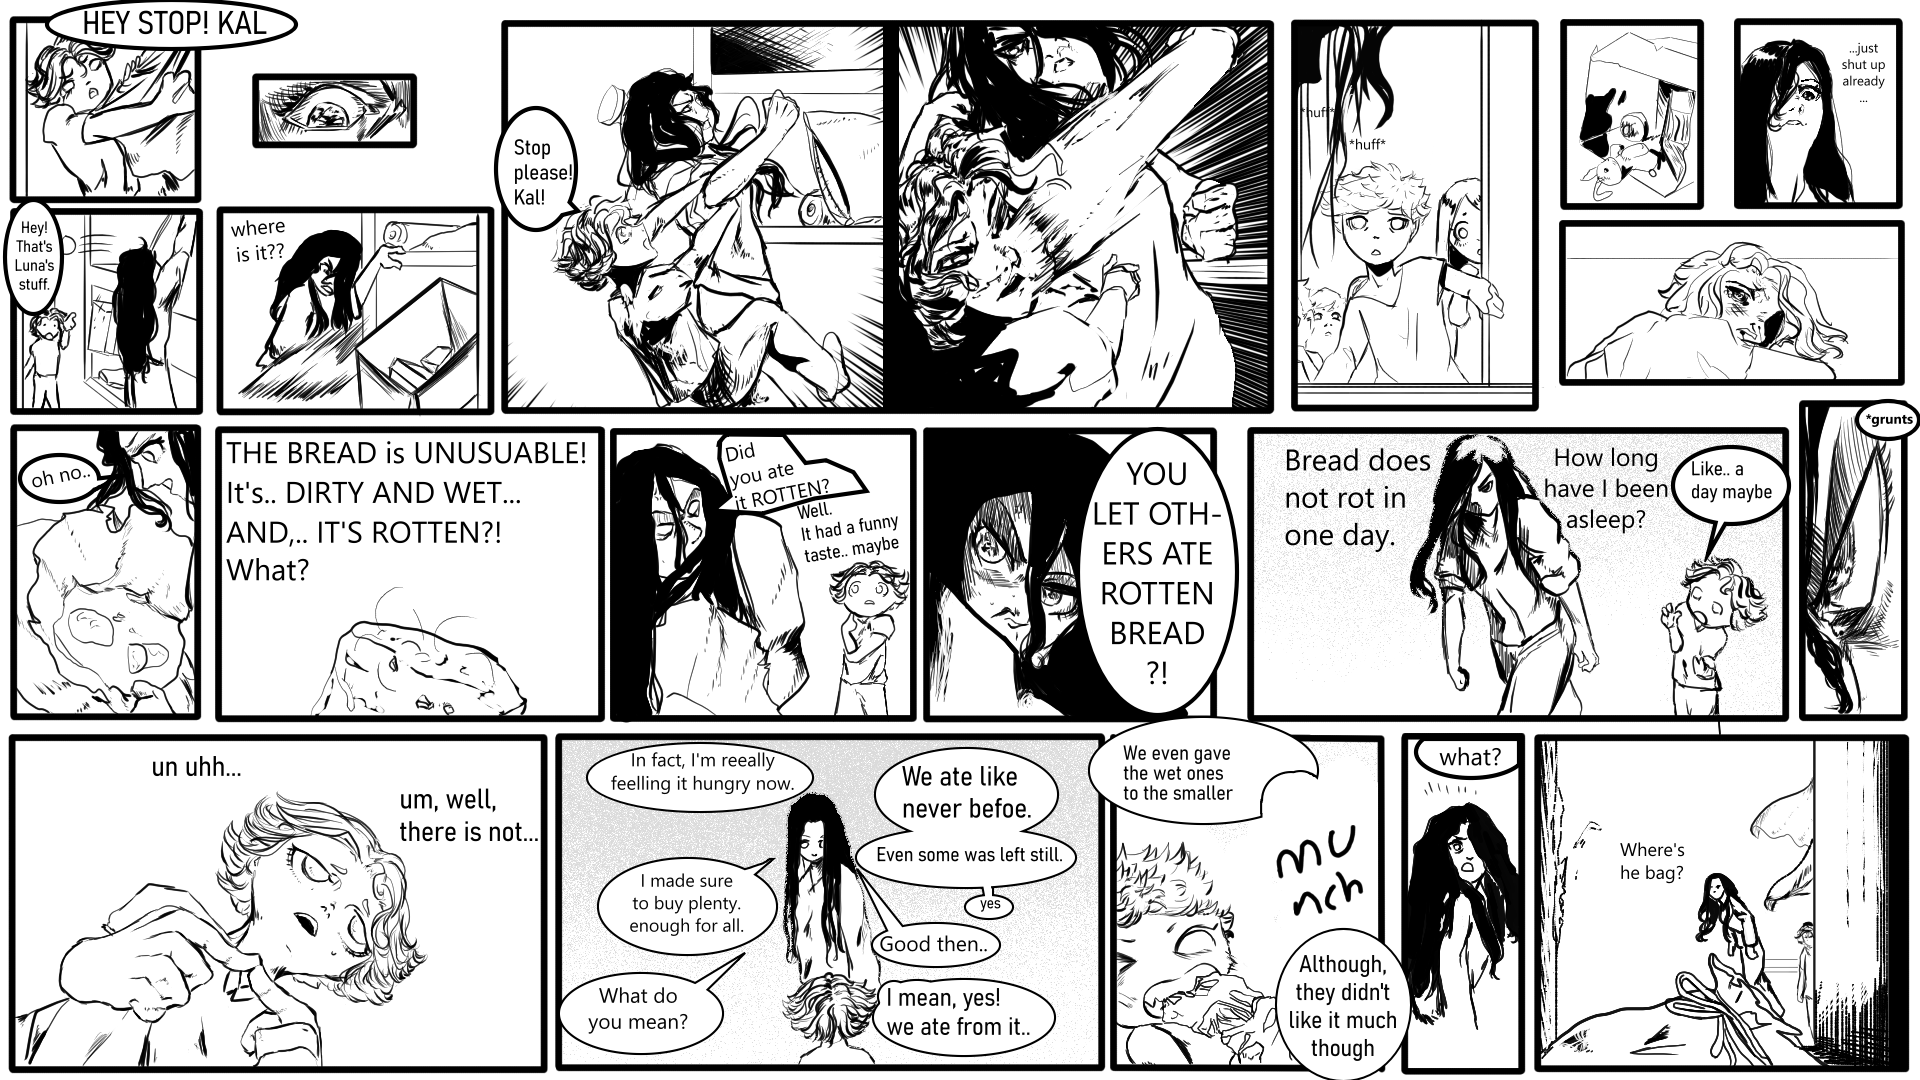 HEY STOP! KAL
Hey!
That's
Luna's
stuff.
where
is it??
Stop
please!
Kal!
*huff*
*huff*
...just
shut up
already
...
oh no..
THE BREAD is UNUSUABLE!
It's.. DIRTY AND WET...
AND,.. IT'S ROTTEN?!
What?
Did
you ate
it ROTTEN?
Well.
It had a funny
taste.. maybe
YOU
LET OTH-
ERS ATE
ROTTEN
BREAD
?!
Bread does
not rot in
one day.
How long
have I been
asleep?
Like.. a
day maybe
*grunts
un uhh...
um, well,
there is not...
In fact, I'm reeally
feelling it hungry now.
We ate like
never befoe.
Even some was left still.
yes
I made sure
to buy plenty.
enough for all.
Good then..
What do
you mean?
I mean, yes!
we ate from it..
We even gave
the wet ones
to the smaller
MU
nch
Although,
they didn't
like it much
though
what?
Where's
he bag?